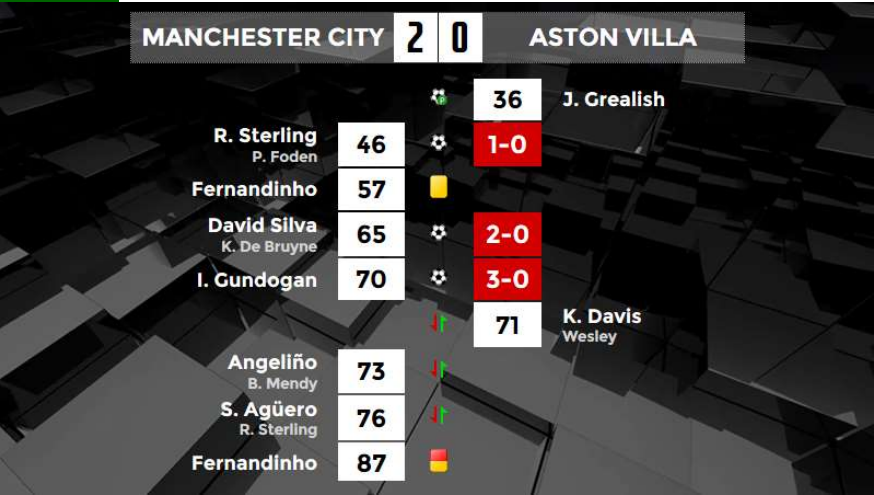 MANCHESTER CITY 2 0 ASTON VILLA
P 36 J. Grealish
R. Sterling 46 1-0
P. Foden
Fernandinho 57
David Silva 65 2-0
K. De Bruyne
I. Gundogan 70 3-0
71 K. Davis
Wesley
Angeliño 73
B. Mendy
S. Agüero 76
R. Sterling
Fernandinho 87